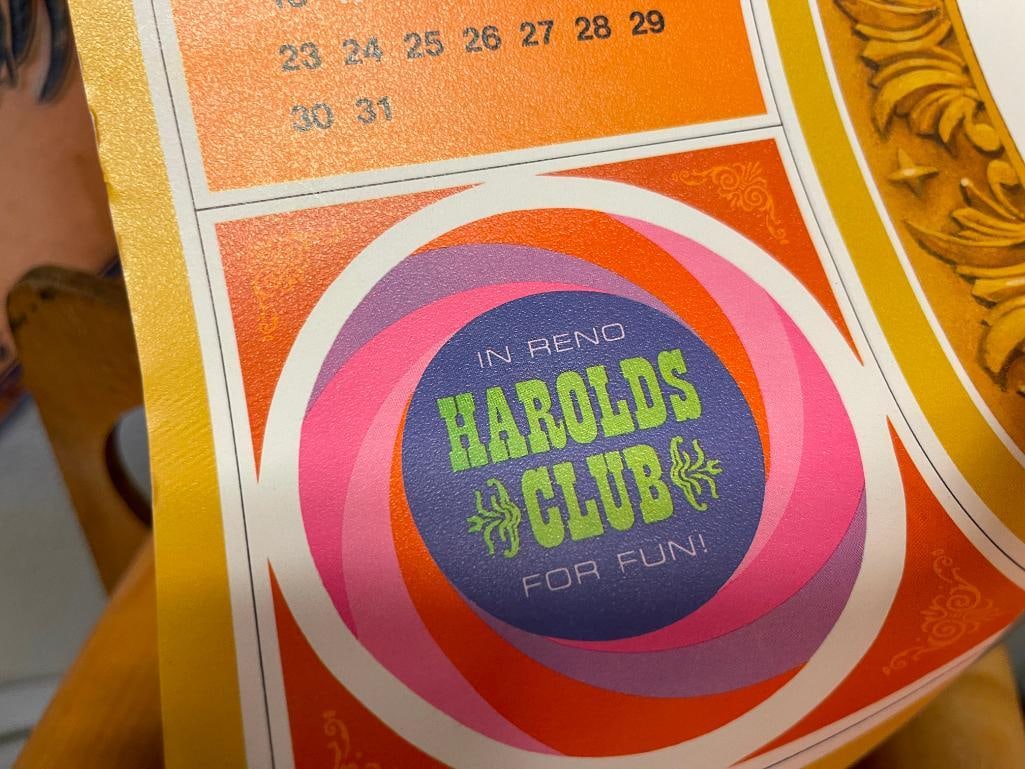 23 24 25 26 27 28 29
30 31
IN RENO
HAROLDS
CLUB
FOR FUN!